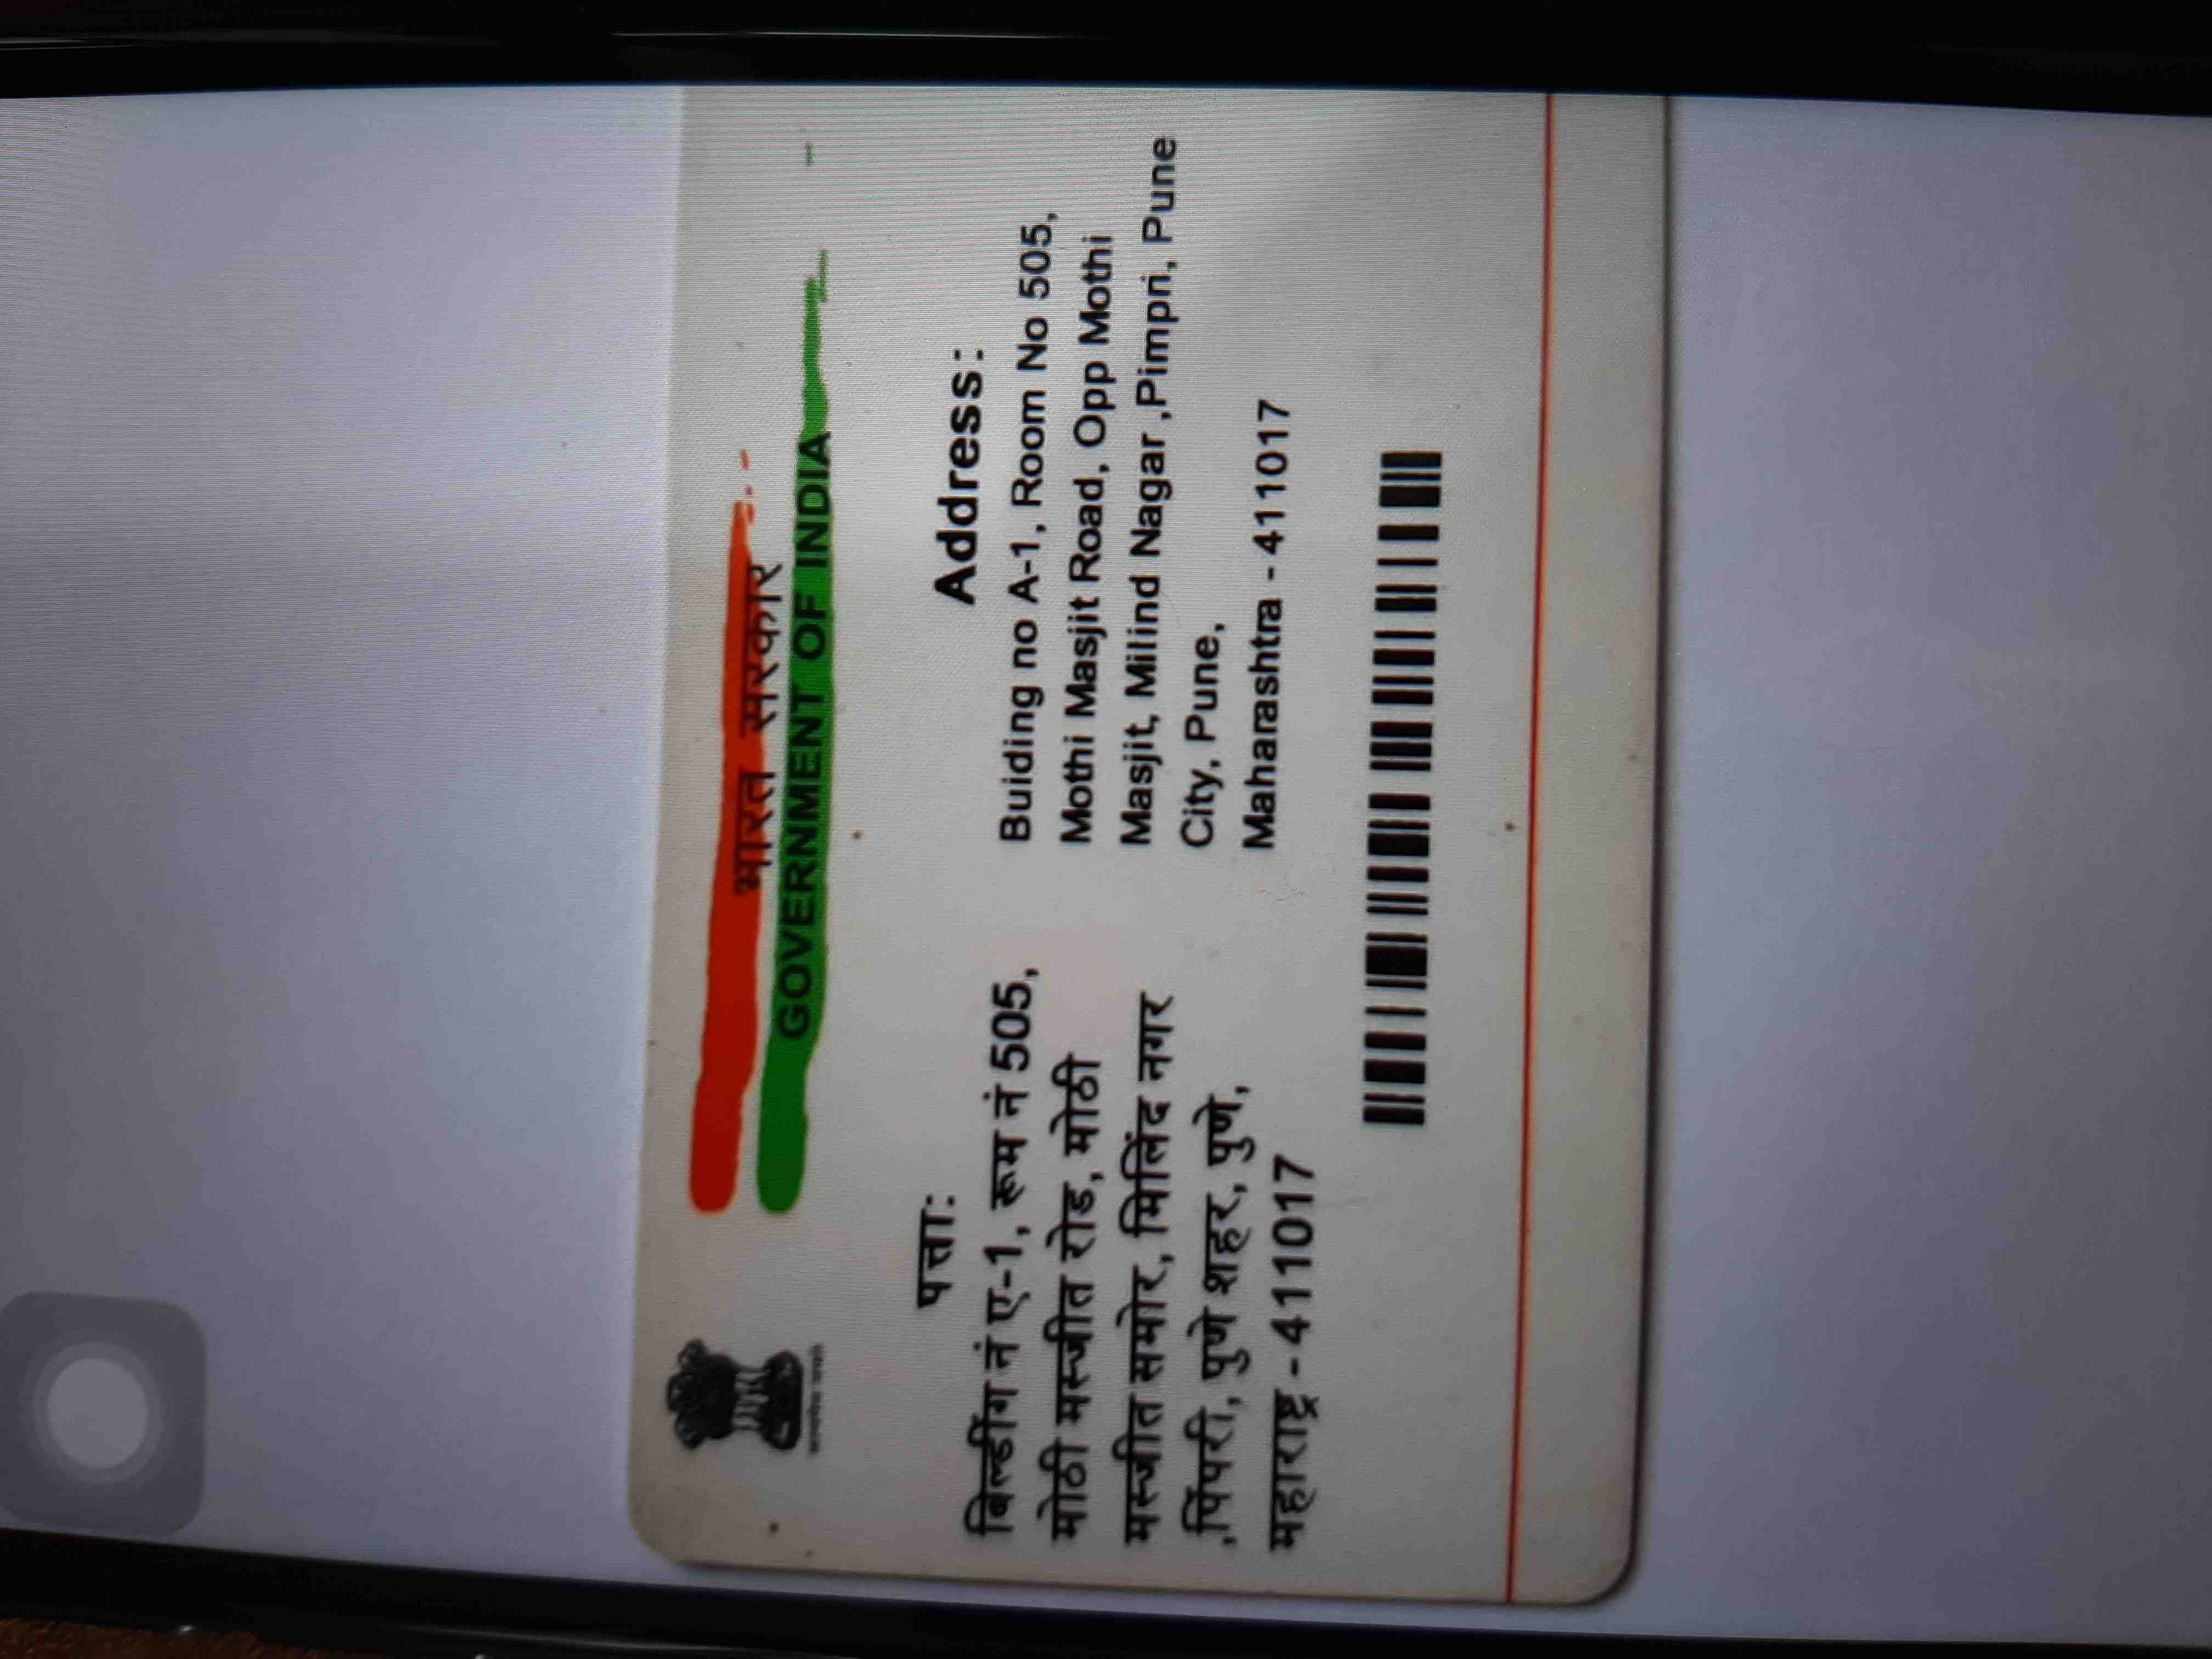 भारत सरकार
GOVERNMENT OF INDIA
पत्ता:
बिल्डींग नं ए-1, रूम नं 505,
मोठी मस्जीत रोड, मोठी
मस्जीत समोर, मिलिंद नगर
,पिंपरी, पुणे शहर, पुणे,
महाराष्ट्र - 411017
Address:
Buiding no A-1, Room No 505,
Mothi Masjit Road, Opp Mothi
Masjit, Milind Nagar ,Pimpri, Pune
City, Pune,
Maharashtra - 411017